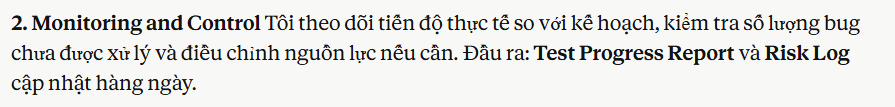 2. Monitoring and Control Tôi theo dõi tiến độ thực tế so với kế hoạch, kiểm tra số lượng bug
chưa được xử lý và điều chỉnh nguồn lực nếu cần. Đầu ra: Test Progress Report và Risk Log
cập nhật hàng ngày.